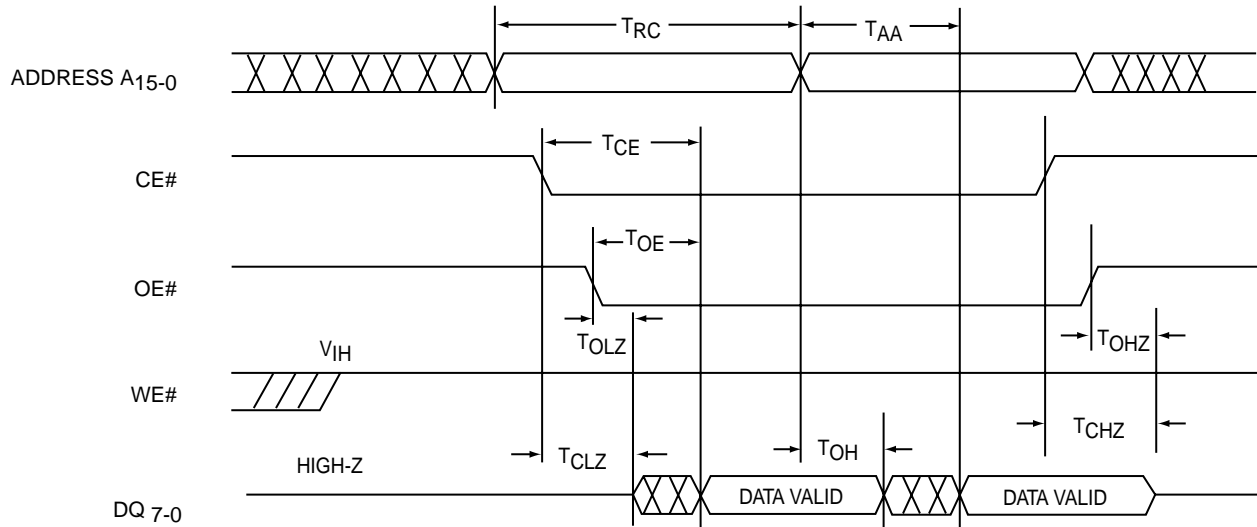 TRC
TAA
ADDRESS A15-0
TCE
CE#
TOE
OE#
TOLZ
TOHZ
VIH
WE#
TCLZ
TOH
TCHZ
HIGH-Z
DATA VALID
DATA VALID
DQ 7-0